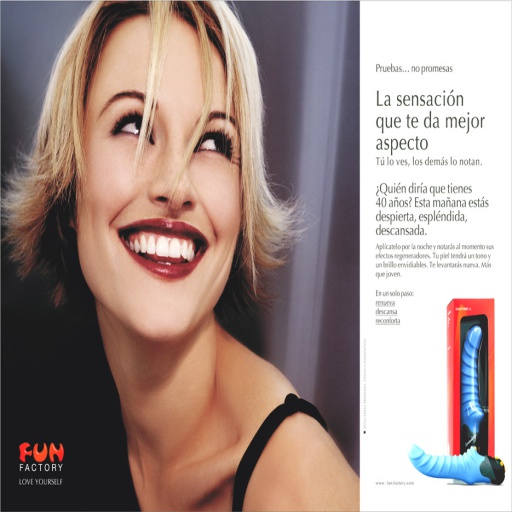 Pruebas... no promesas
La sensación
que te da mejor
aspecto
Tú lo ves, los demás lo notan.
¿Quién diría que tienes
40 años? Esta mañana estás
despierta, espléndida,
descansada.
Aplícatelo por la noche y notarás al momento sus
efectos regeneradores. Tu piel tendrá un tono y
un brillo envidiables. Te levantarás nueva. Más
que joven.
En un solo paso:
renueva
descansa
reconforta
FUN
FACTORY
LOVE YOURSELF